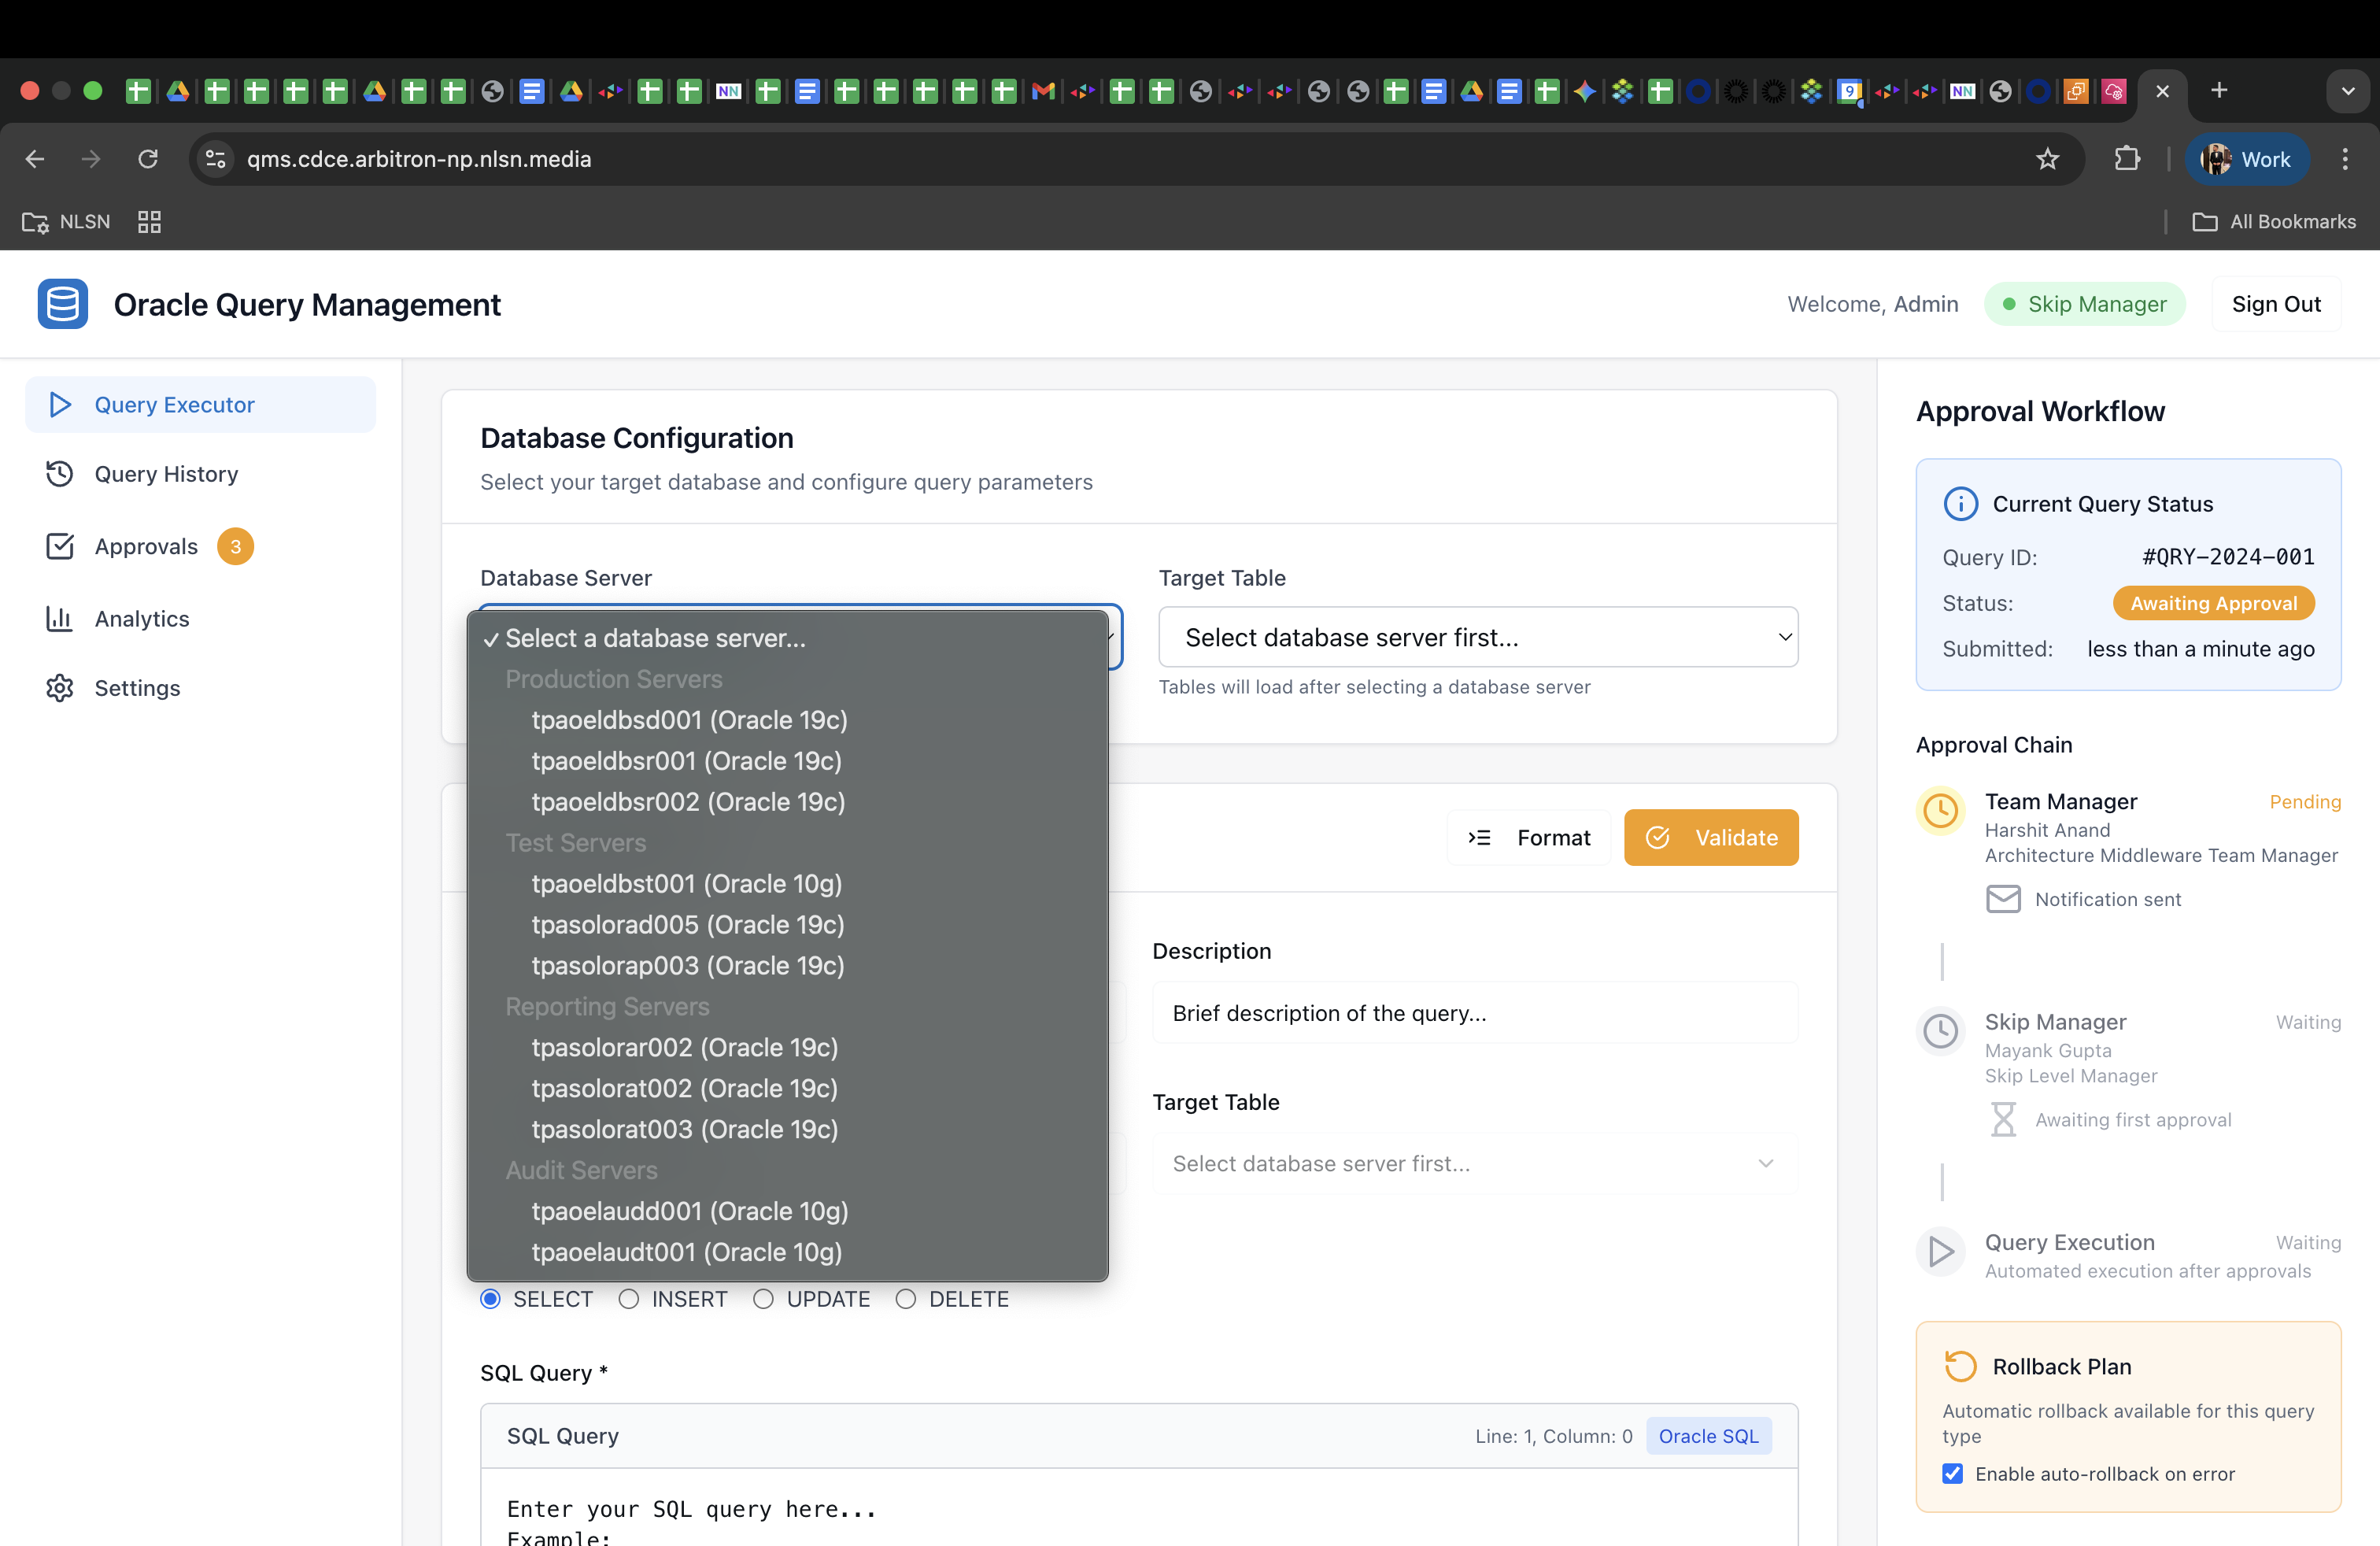 NN
NN
9
qms.cdce.arbitron-np.nlsn.media
Work
NLSN
All Bookmarks
Oracle Query Management
Welcome, Admin
Skip Manager
Sign Out
Query Executor
Query History
Approvals 3
Analytics
Settings
Database Configuration
Select your target database and configure query parameters
Database Server
Select a database server...
Production Servers
tpaoeldbsd001 (Oracle 19c)
tpaoeldbsr001 (Oracle 19c)
tpaoeldbsr002 (Oracle 19c)
Test Servers
tpaoeldbst001 (Oracle 10g)
tpasolorad005 (Oracle 19c)
tpasolorap003 (Oracle 19c)
Reporting Servers
tpasolorar002 (Oracle 19c)
tpasolorat002 (Oracle 19c)
tpasolorat003 (Oracle 19c)
Audit Servers
tpaoelaudd001 (Oracle 10g)
tpaoelaudt001 (Oracle 10g)
Target Table
Select database server first...
Tables will load after selecting a database server
Format
Validate
Description
Brief description of the query...
Target Table
Select database server first...
SELECT
INSERT
UPDATE
DELETE
SQL Query *
SQL Query
Line: 1, Column: 0
Oracle SQL
Enter your SQL query here...
Example:
Approval Workflow
Current Query Status
Query ID: #QRY-2024-001
Status: Awaiting Approval
Submitted: less than a minute ago
Approval Chain
Team Manager Pending
Harshit Anand
Architecture Middleware Team Manager
Notification sent
Skip Manager Waiting
Mayank Gupta
Skip Level Manager
Awaiting first approval
Query Execution Waiting
Automated execution after approvals
Rollback Plan
Automatic rollback available for this query
type
Enable auto-rollback on error